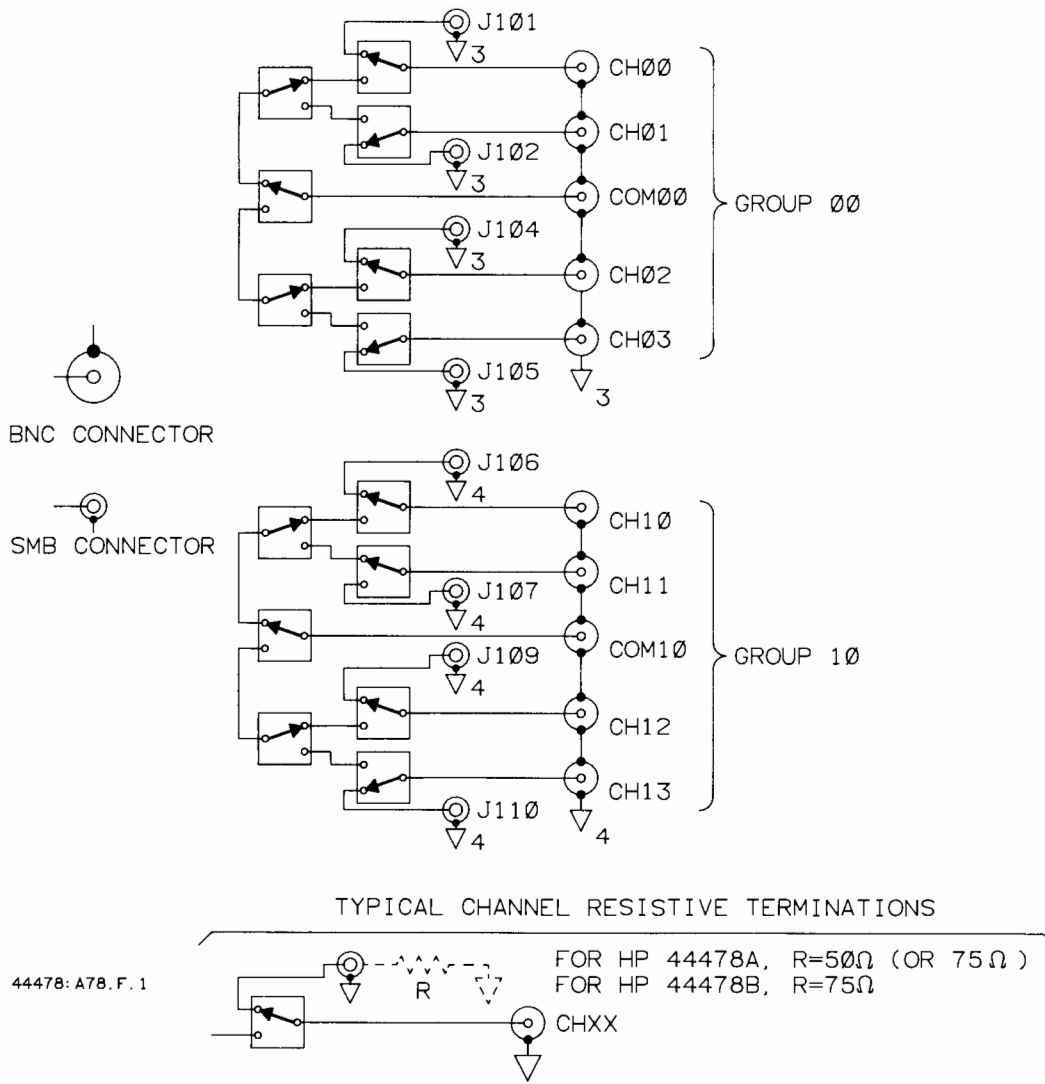 J1Ø1
3
CHØØ
CHØ1
J1Ø2
3
COMØØ
GROUP ØØ
J1Ø4
3
CHØ2
CHØ3
J1Ø5
3
3
BNC CONNECTOR
SMB CONNECTOR
J1Ø6
4
CH1Ø
CH11
J1Ø7
4
COM1Ø
GROUP 1Ø
J1Ø9
4
CH12
CH13
J11Ø
4
4
TYPICAL CHANNEL RESISTIVE TERMINATIONS
FOR HP 44478A, R=5ØΩ (OR 75Ω)
FOR HP 44478B, R=75Ω
R
CHXX
44478:A78.F.1